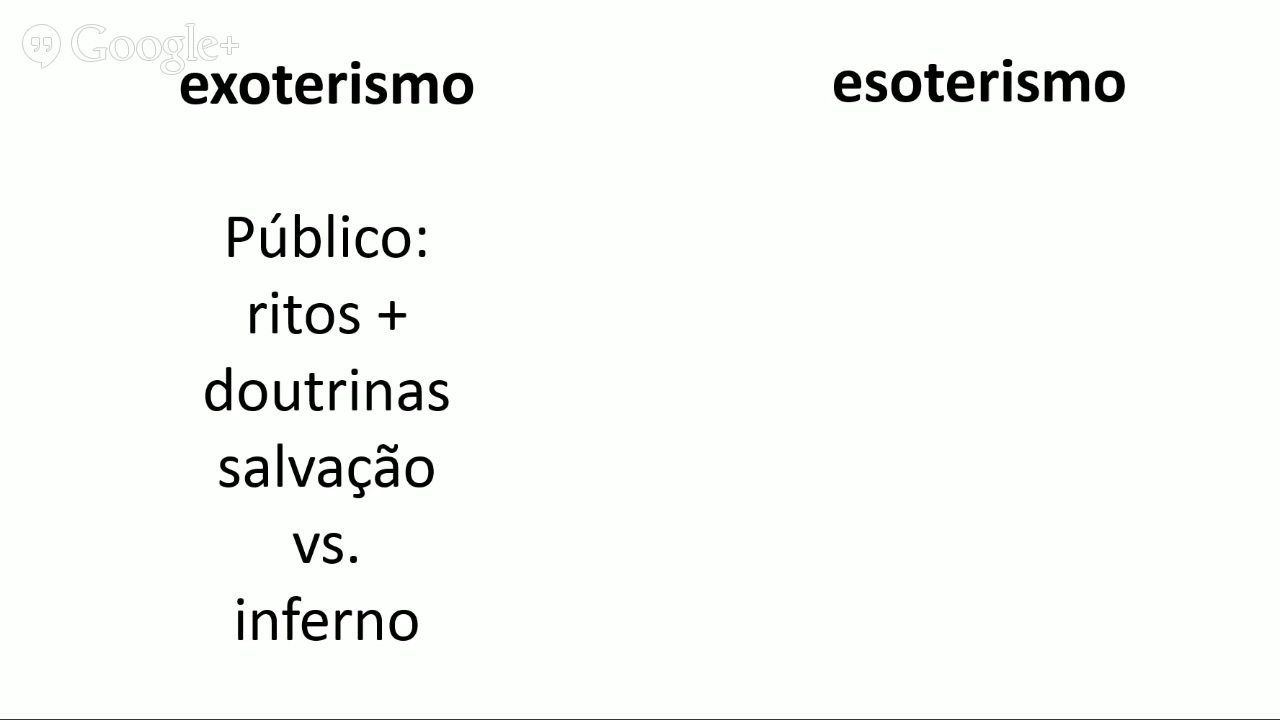 Google+
exoterismo
esoterismo
Público:
ritos +
doutrinas
salvação
vs.
inferno